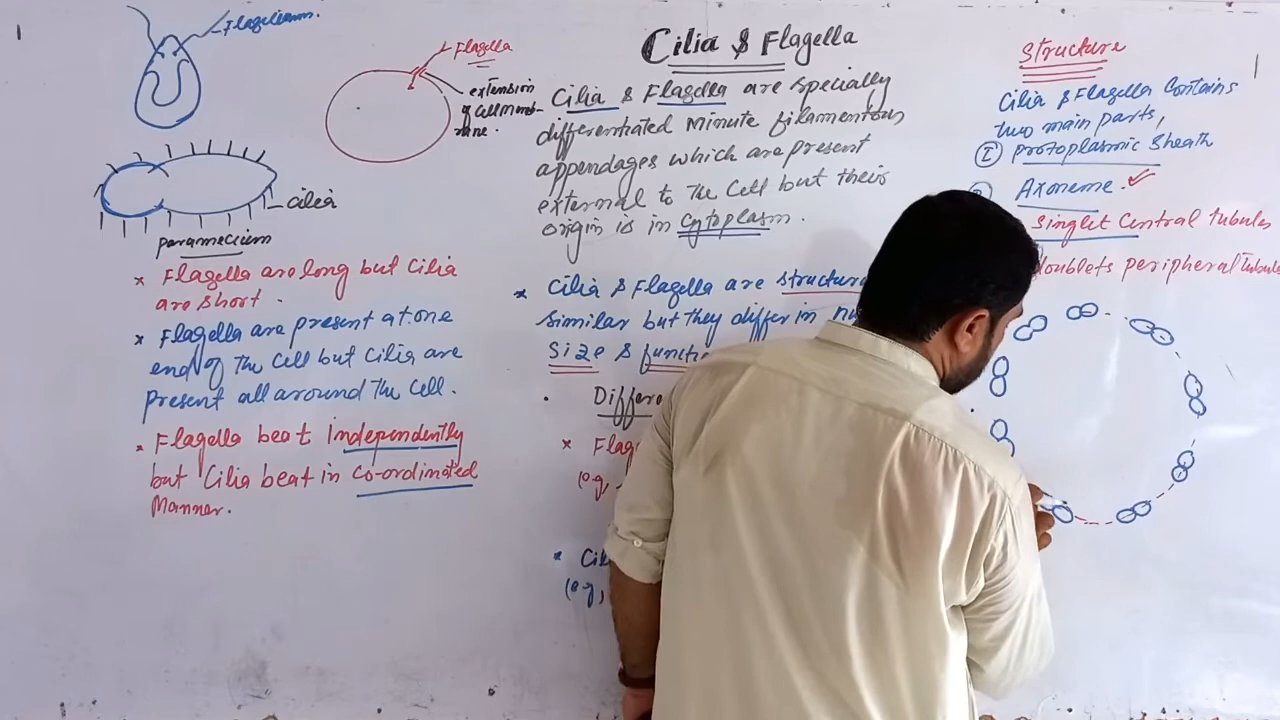 Flagellum.
Flagella
extension
of cell memb-
rane.
cilia
paramecium
* Flagella are long but Cilia
are short.
* Flagella are present at one
end of The Cell but Cilia are
present all around The Cell.
* Flagella beat independently
but Cilia beat in co-ordinated
Manner.
Cilia & Flagella
Cilia & Flagella are specially
differentiated minute filamentous
appendages which are present
external to The Cell but their
origin is in cytoplasm.
* Cilia & Flagella are
similar but they differ in
Size &
* Flag
(e.g,
* Cil
(e.g,
Structure
Cilia & Flagella Contains
two main parts,
I protoplasmic Sheath
Axoneme.
Singlet Central tubules
doublets peripheral